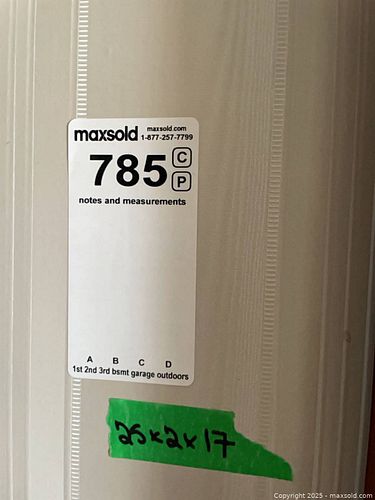 maxsold maxsold.com
1-877-257-7799
785 C
P
notes and measurements
A B C D
1st 2nd 3rd bsmt garage outdoors
25x2x17
Copyright 2025 - maxsold.com